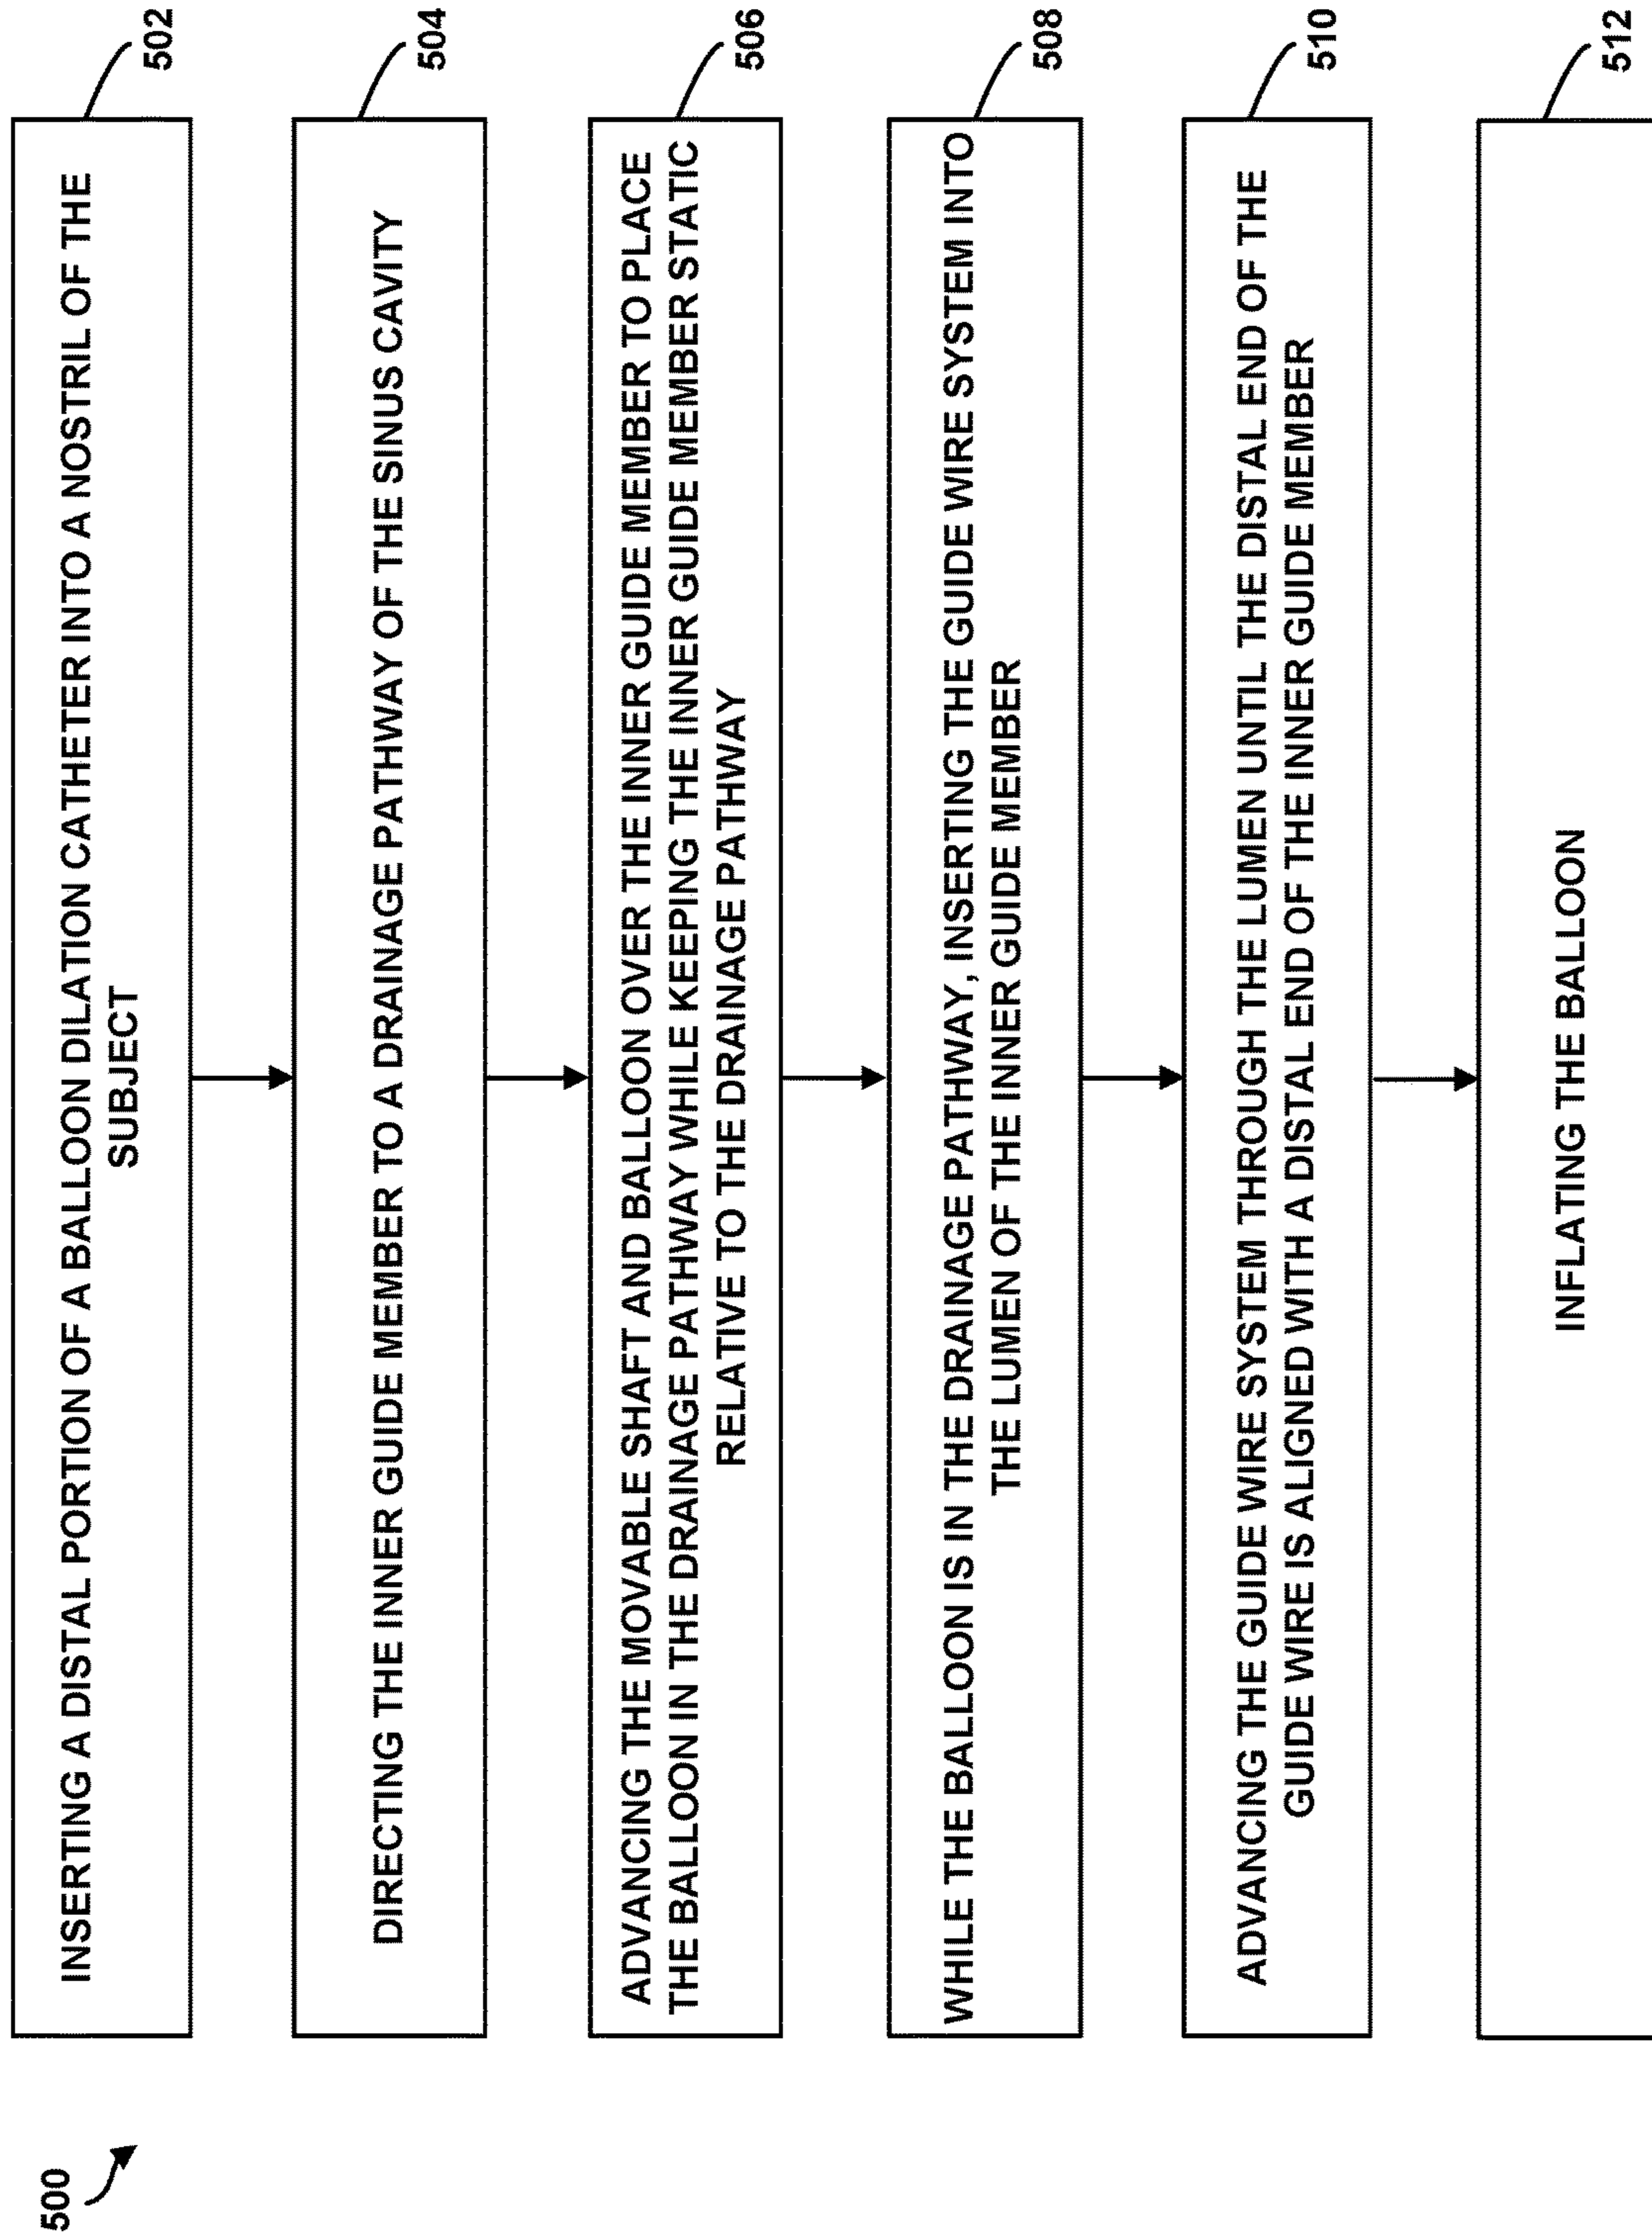 500
INSERTING A DISTAL PORTION OF A BALLOON DILATION CATHETER INTO A NOSTRIL OF THE
SUBJECT
502
DIRECTING THE INNER GUIDE MEMBER TO A DRAINAGE PATHWAY OF THE SINUS CAVITY
504
ADVANCING THE MOVABLE SHAFT AND BALLOON OVER THE INNER GUIDE MEMBER TO PLACE
THE BALLOON IN THE DRAINAGE PATHWAY WHILE KEEPING THE INNER GUIDE MEMBER STATIC
RELATIVE TO THE DRAINAGE PATHWAY
506
WHILE THE BALLOON IS IN THE DRAINAGE PATHWAY, INSERTING THE GUIDE WIRE SYSTEM INTO
THE LUMEN OF THE INNER GUIDE MEMBER
508
ADVANCING THE GUIDE WIRE SYSTEM THROUGH THE LUMEN UNTIL THE DISTAL END OF THE
GUIDE WIRE IS ALIGNED WITH A DISTAL END OF THE INNER GUIDE MEMBER
510
INFLATING THE BALLOON
512